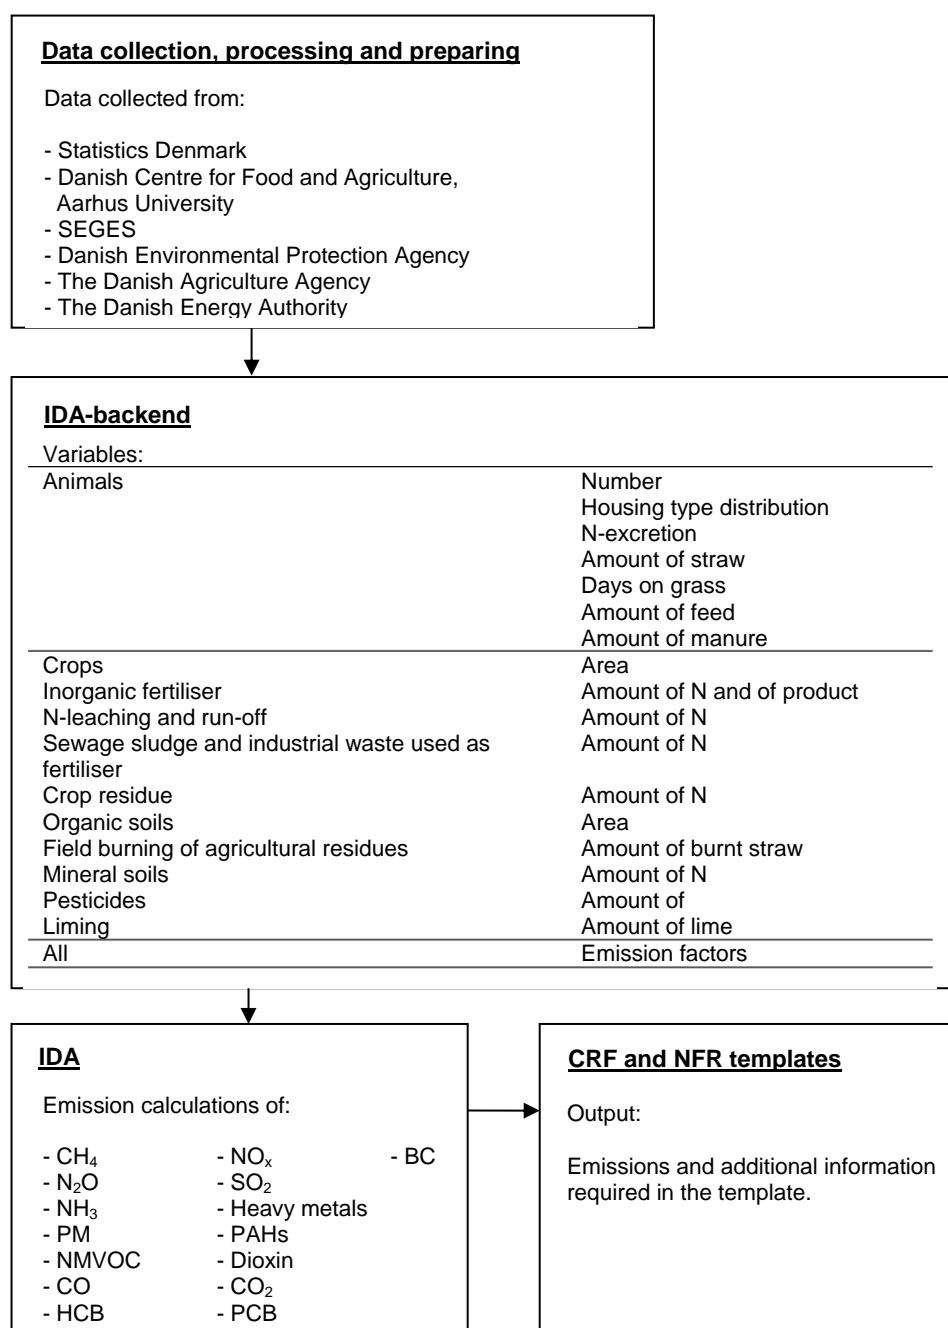 Data collection, processing and preparing
Data collected from:
- Statistics Denmark
- Danish Centre for Food and Agriculture,
Aarhus University
- SEGES
- Danish Environmental Protection Agency
- The Danish Agriculture Agency
- The Danish Energy Authority
IDA-backend
Variables:
Animals Number
Housing type distribution
N-excretion
Amount of straw
Days on grass
Amount of feed
Amount of manure
Crops Area
Inorganic fertiliser Amount of N and of product
N-leaching and run-off Amount of N
Sewage sludge and industrial waste used as Amount of N
fertiliser
Crop residue Amount of N
Organic soils Area
Field burning of agricultural residues Amount of burnt straw
Mineral soils Amount of N
Pesticides Amount of
Liming Amount of lime
All Emission factors
IDA
Emission calculations of:
- CH₄ - NOₓ - BC
- N₂O - SO₂
- NH₃ - Heavy metals
- PM - PAHs
- NMVOC - Dioxin
- CO - CO₂
- HCB - PCB
CRF and NFR templates
Output:
Emissions and additional information
required in the template.